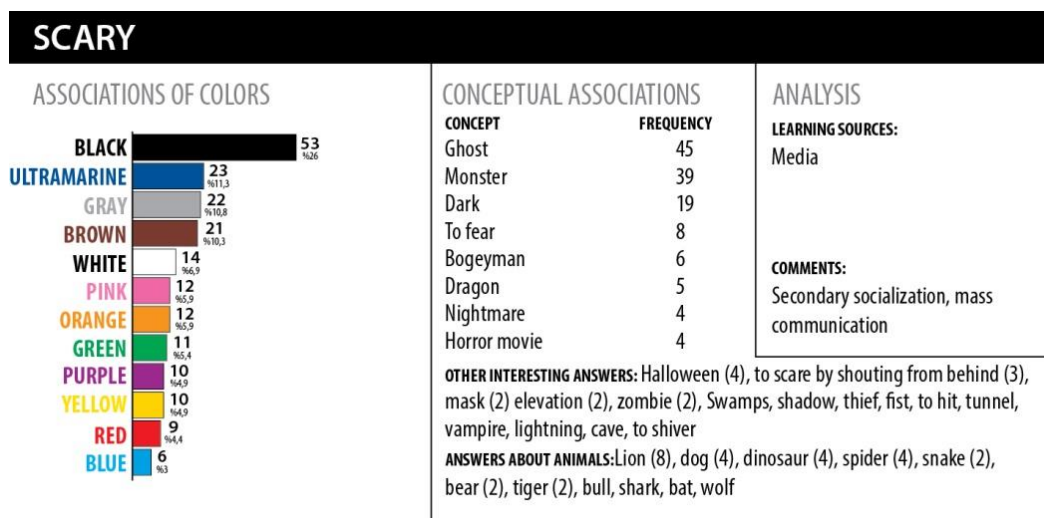 SCARY
ASSOCIATIONS OF COLORS
BLACK 53
%26
ULTRAMARINE 23
%11,3
GRAY 22
%10,8
BROWN 21
%10,3
WHITE 14
%6,9
PINK 12
%5,9
ORANGE 12
%5,9
GREEN 11
%5,4
PURPLE 10
%4,9
YELLOW 10
%4,9
RED 9
%4,4
BLUE 6
%3
CONCEPTUAL ASSOCIATIONS
CONCEPT FREQUENCY
Ghost 45
Monster 39
Dark 19
To fear 8
Bogeyman 6
Dragon 5
Nightmare 4
Horror movie 4
ANALYSIS
LEARNING SOURCES:
Media
COMMENTS:
Secondary socialization, mass
communication
OTHER INTERESTING ANSWERS: Halloween (4), to scare by shouting from behind (3),
mask (2) elevation (2), zombie (2), Swamps, shadow, thief, fist, to hit, tunnel,
vampire, lightning, cave, to shiver
ANSWERS ABOUT ANIMALS:Lion (8), dog (4), dinosaur (4), spider (4), snake (2),
bear (2), tiger (2), bull, shark, bat, wolf